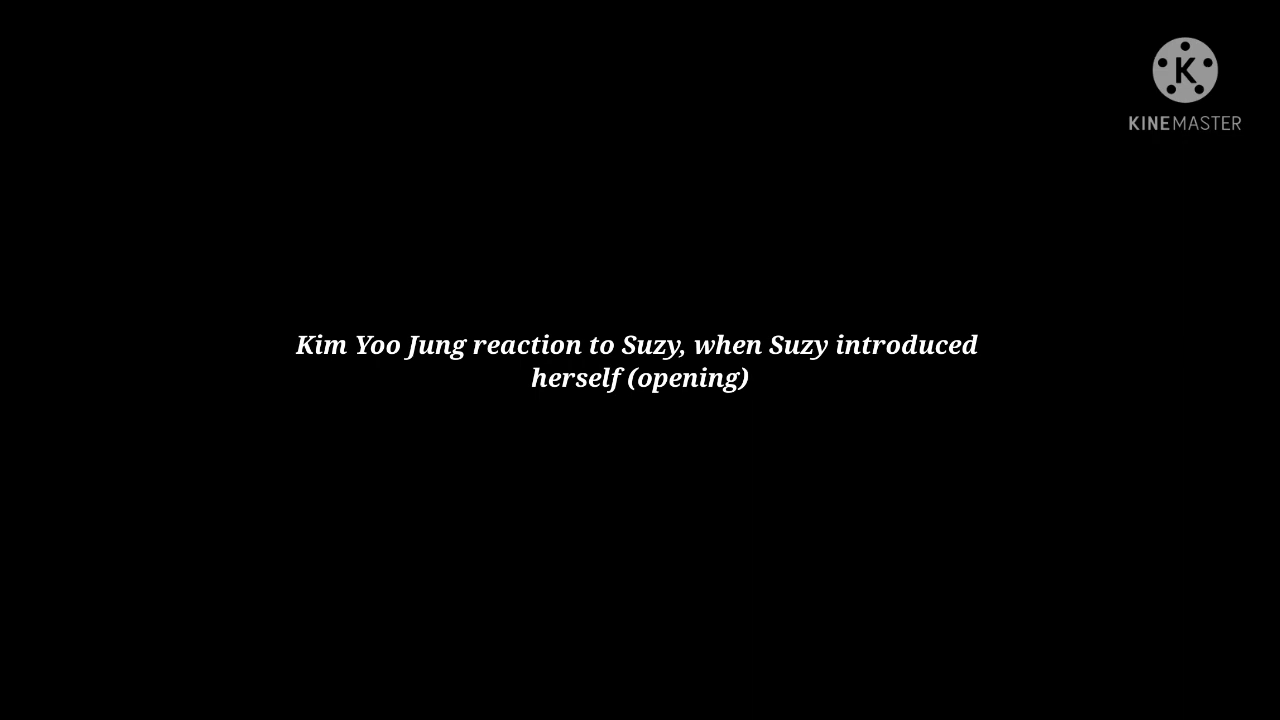 K
KINEMASTER
Kim Yoo Jung reaction to Suzy, when Suzy introduced
herself (opening)